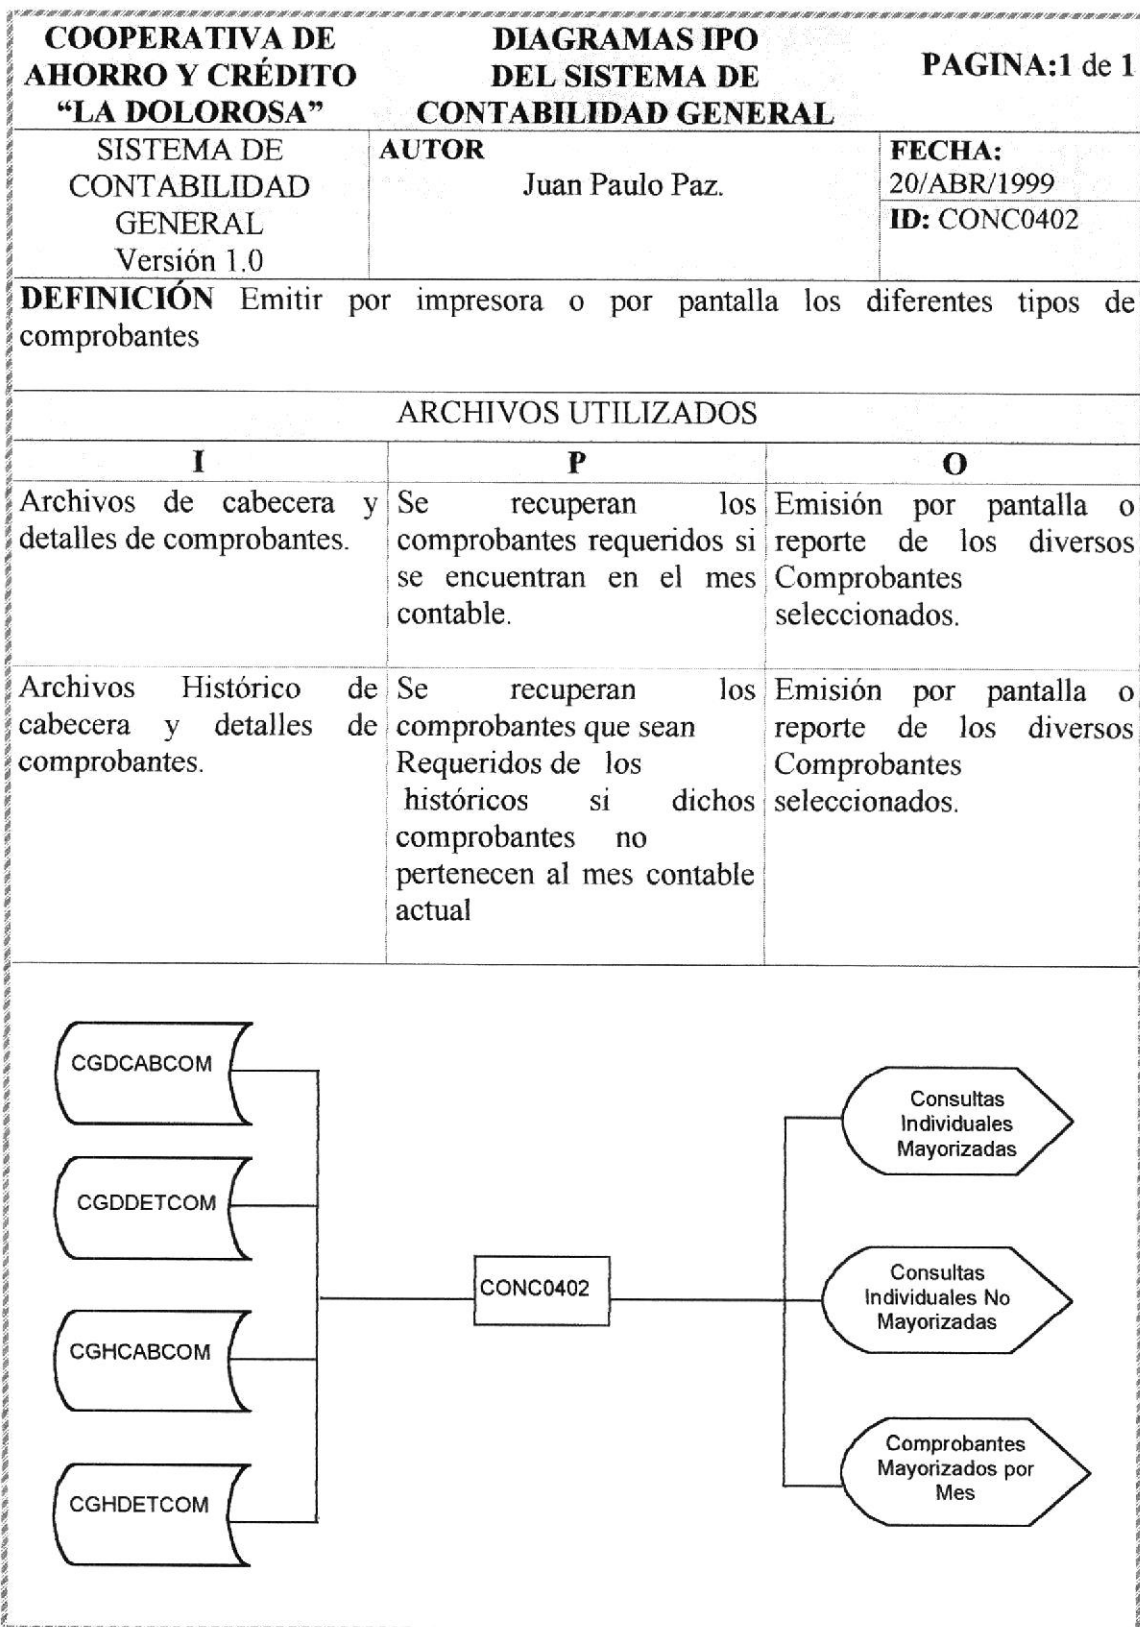 COOPERATIVA DE
AHORRO Y CRÉDITO
“LA DOLOROSA”
DIAGRAMAS IPO
DEL SISTEMA DE
CONTABILIDAD GENERAL
PAGINA:1 de 1
SISTEMA DE
CONTABILIDAD
GENERAL
Versión 1.0
AUTOR
Juan Paulo Paz.
FECHA:
20/ABR/1999
ID: CONC0402
DEFINICIÓN Emitir por impresora o por pantalla los diferentes tipos de
comprobantes
ARCHIVOS UTILIZADOS
I
P
O
Archivos de cabecera y
detalles de comprobantes.
Se recuperan los
comprobantes requeridos si
se encuentran en el mes
contable.
Emisión por pantalla o
reporte de los diversos
Comprobantes
seleccionados.
Archivos Histórico de
cabecera y detalles de
comprobantes.
Se recuperan los
comprobantes que sean
Requeridos de los
históricos si dichos
comprobantes no
pertenecen al mes contable
actual
Emisión por pantalla o
reporte de los diversos
Comprobantes
seleccionados.
CGDCABCOM
CGDDETCOM
CGHCABCOM
CGHDETCOM
CONC0402
Consultas
Individuales
Mayorizadas
Consultas
Individuales No
Mayorizadas
Comprobantes
Mayorizados por
Mes